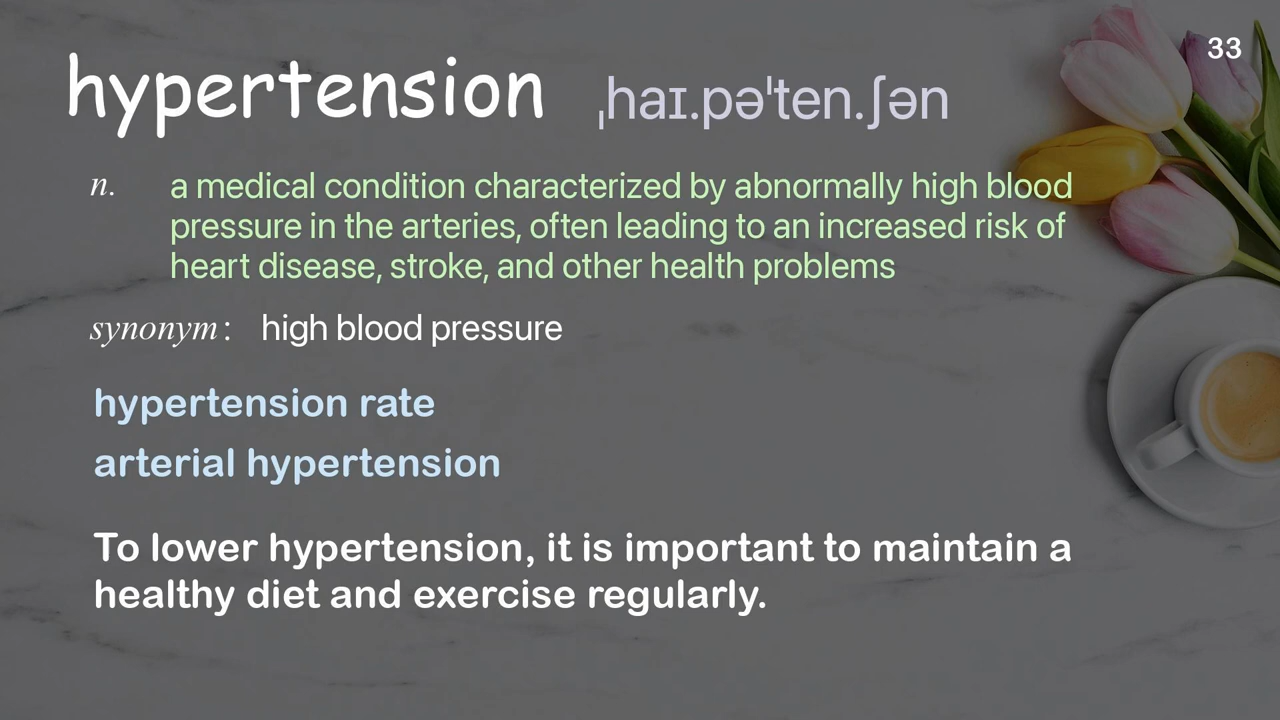 33
hypertension ˌhaɪ.pəˈten.ʃən
n. a medical condition characterized by abnormally high blood
pressure in the arteries, often leading to an increased risk of
heart disease, stroke, and other health problems
synonym: high blood pressure
hypertension rate
arterial hypertension
To lower hypertension, it is important to maintain a
healthy diet and exercise regularly.